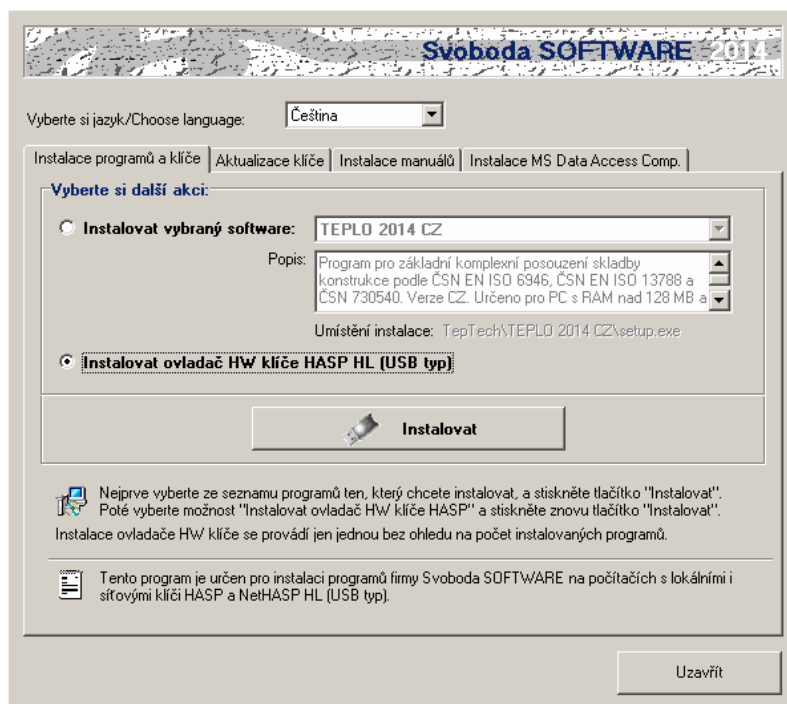 Svoboda SOFTWARE 2014
Vyberte si jazyk/Choose language:
Čeština
Instalace programů a klíče
Aktualizace klíče
Instalace manuálů
Instalace MS Data Access Comp.
Vyberte si další akci:
Instalovat vybraný software:
TEPLO 2014 CZ
Popis:
Program pro základní komplexní posouzení skladby
konstrukce podle ČSN EN ISO 6946, ČSN EN ISO 13788 a
ČSN 730540. Verze CZ. Určeno pro PC s RAM nad 128 MB a
Umístění instalace: TepTech\TEPLO 2014 CZ\setup.exe
Instalovat ovladač HW klíče HASP HL (USB typ)
Instalovat
Nejprve vyberte ze seznamu programů ten, který chcete instalovat, a stiskněte tlačítko "Instalovat".
Poté vyberte možnost "Instalovat ovladač HW klíče HASP" a stiskněte znovu tlačítko "Instalovat".
Instalace ovladače HW klíče se provádí jen jednou bez ohledu na počet instalovaných programů.
Tento program je určen pro instalaci programů firmy Svoboda SOFTWARE na počítačích s lokálními i
síťovými klíči HASP a NetHASP HL (USB typ).
Uzavřít